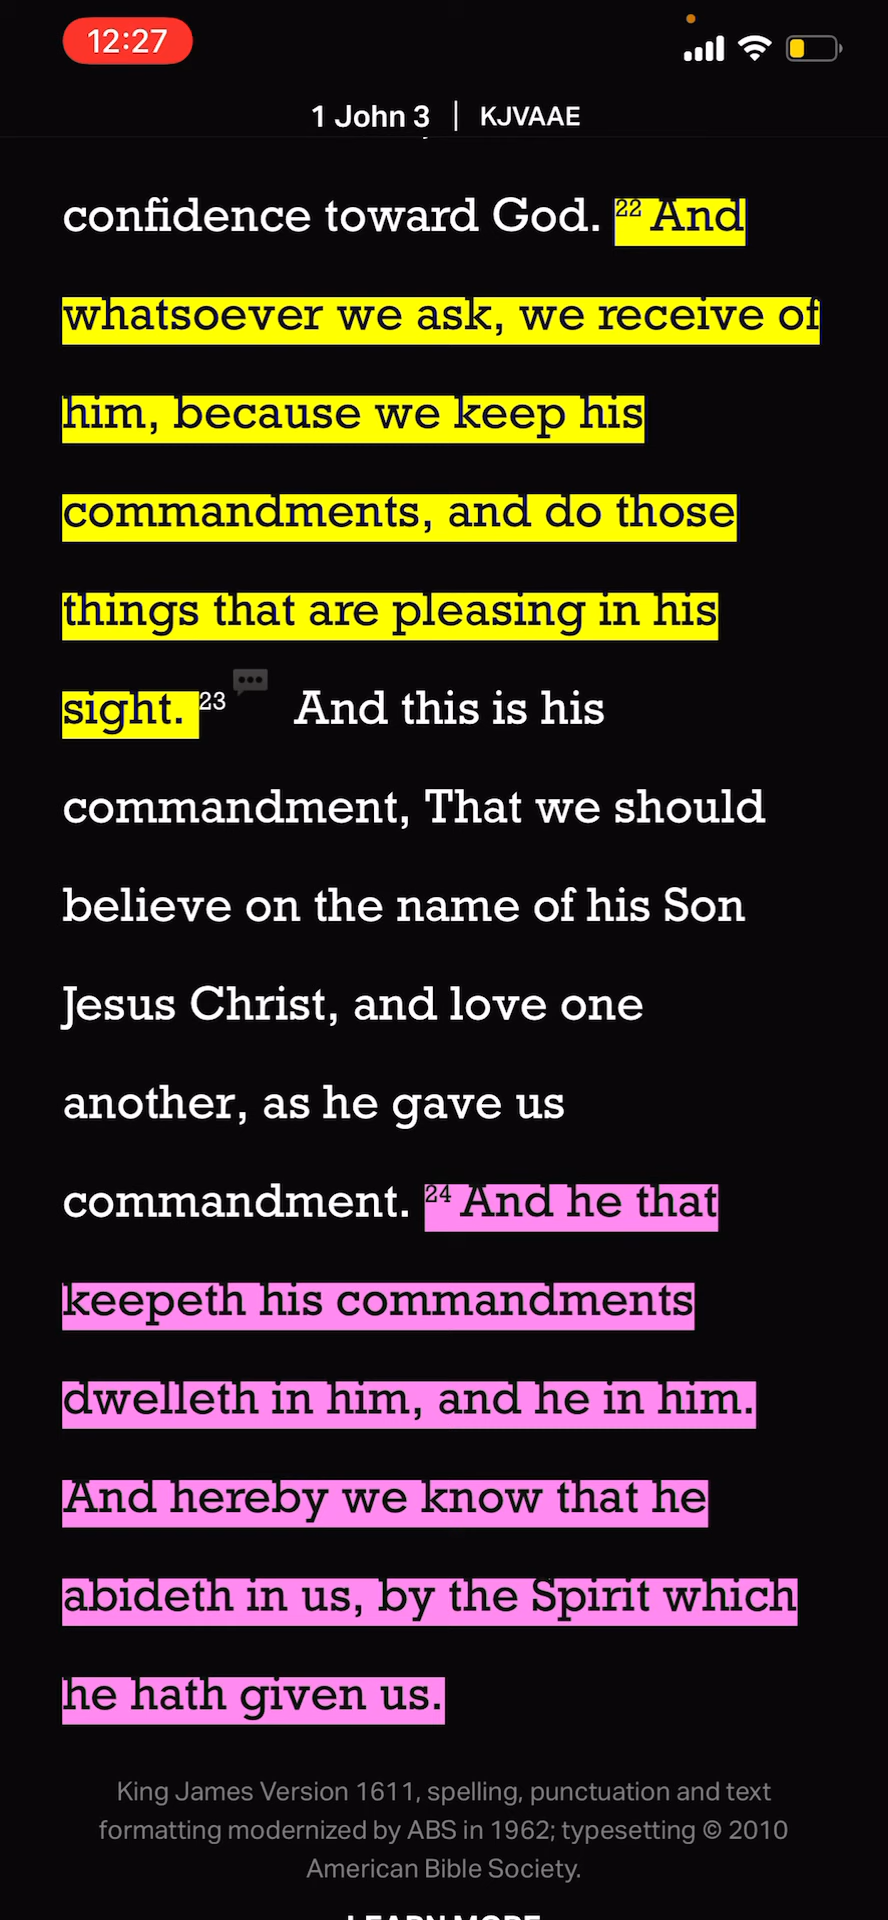 12:27
1 John 3 | KJVAAE
confidence toward God. 22 And
whatsoever we ask, we receive of
him, because we keep his
commandments, and do those
things that are pleasing in his
sight. 23 And this is his
commandment, That we should
believe on the name of his Son
Jesus Christ, and love one
another, as he gave us
commandment. 24 And he that
keepeth his commandments
dwelleth in him, and he in him.
And hereby we know that he
abideth in us, by the Spirit which
he hath given us.
King James Version 1611, spelling, punctuation and text
formatting modernized by ABS in 1962; typesetting © 2010
American Bible Society.
LEARN MORE